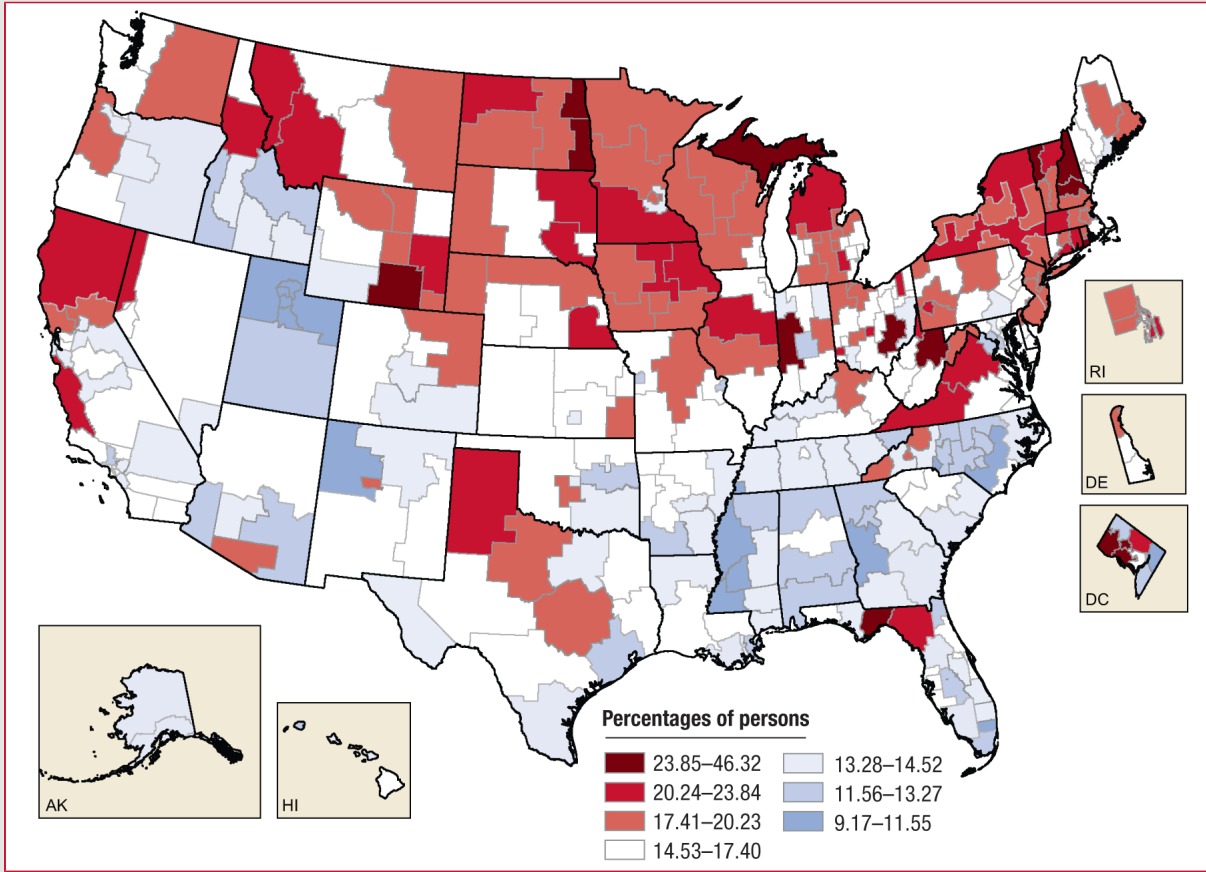 RI
DE
DC
AK
HI
Percentages of persons
23.85–46.32
20.24–23.84
17.41–20.23
14.53–17.40
13.28–14.52
11.56–13.27
9.17–11.55